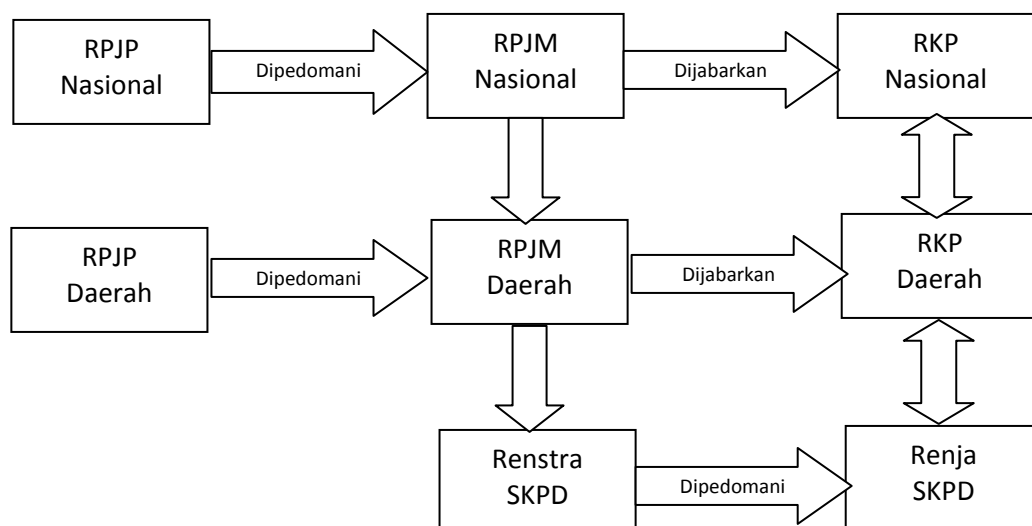 RPJP
Nasional
Dipedomani
RPJM
Nasional
Dijabarkan
RKP
Nasional
RPJP
Daerah
Dipedomani
RPJM
Daerah
Dijabarkan
RKP
Daerah
Renstra
SKPD
Dipedomani
Renja
SKPD